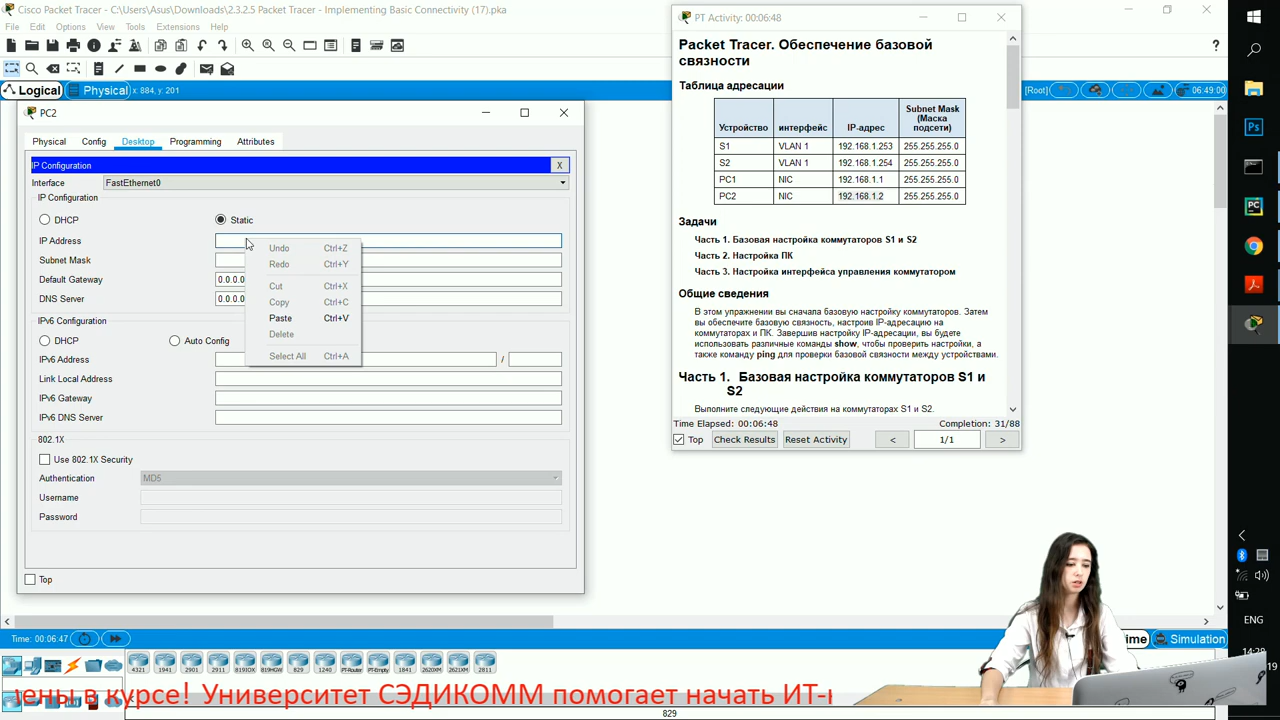 Cisco Packet Tracer - C:\Users\Asus\Downloads\2.3.2.5 Packet Tracer - Implementing Basic Connectivity (17).pka
File Edit Options View Tools Extensions Help
Logical Physical x: 884, y: 201
[Root] 06:49:00
PC2
Physical Config Desktop Programming Attributes
IP Configuration X
Interface FastEthernet0
IP Configuration
DHCP Static
IP Address
Subnet Mask
Default Gateway 0.0.0.0
DNS Server 0.0.0.0
Undo Ctrl+Z
Redo Ctrl+Y
Cut Ctrl+X
Copy Ctrl+C
Paste Ctrl+V
Delete
Select All Ctrl+A
IPv6 Configuration
DHCP Auto Config
IPv6 Address /
Link Local Address
IPv6 Gateway
IPv6 DNS Server
802.1X
Use 802.1X Security
Authentication MD5
Username
Password
Top
PT Activity: 00:06:48
Packet Tracer. Обеспечение базовой
связности
Таблица адресации
Устройство интерфейс IP-адрес Subnet Mask (Маска подсети)
S1 VLAN 1 192.168.1.253 255.255.255.0
S2 VLAN 1 192.168.1.254 255.255.255.0
PC1 NIC 192.168.1.1 255.255.255.0
PC2 NIC 192.168.1.2 255.255.255.0
Задачи
Часть 1. Базовая настройка коммутаторов S1 и S2
Часть 2. Настройка ПК
Часть 3. Настройка интерфейса управления коммутатором
Общие сведения
В этом упражнении вы сначала базовую настройку коммутаторов. Затем
вы обеспечите базовую связность, настроив IP-адресацию на
коммутаторах и ПК. Завершив настройку IP-адресации, вы будете
использовать различные команды show, чтобы проверить настройки, а
также команду ping для проверки базовой связности между устройствами.
Часть 1. Базовая настройка коммутаторов S1 и
S2
Выполните следующие действия на коммутаторах S1 и S2.
Time Elapsed: 00:06:48 Completion: 31/88
Top Check Results Reset Activity < 1/1 >
Time: 00:06:47
Simulation
4321 1941 2901 2911 819IOX 819HGW 829 1240 PT-Router PT-Empty 1841 2620XM 2621XM 2811
829
в курсе! Университет СЭДИКОММ помогает начать ИТ-
ENG
Ps
PC